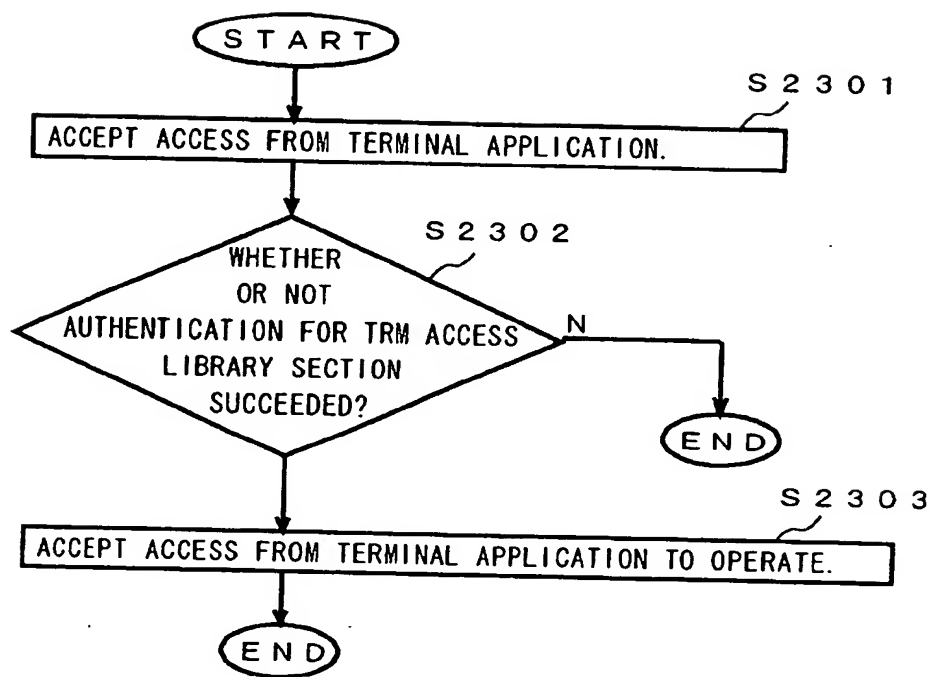 START
S2301
ACCEPT ACCESS FROM TERMINAL APPLICATION.
S2302
WHETHER
OR NOT
AUTHENTICATION FOR TRM ACCESS
LIBRARY SECTION
SUCCEEDED?
N
END
S2303
ACCEPT ACCESS FROM TERMINAL APPLICATION TO OPERATE.
END